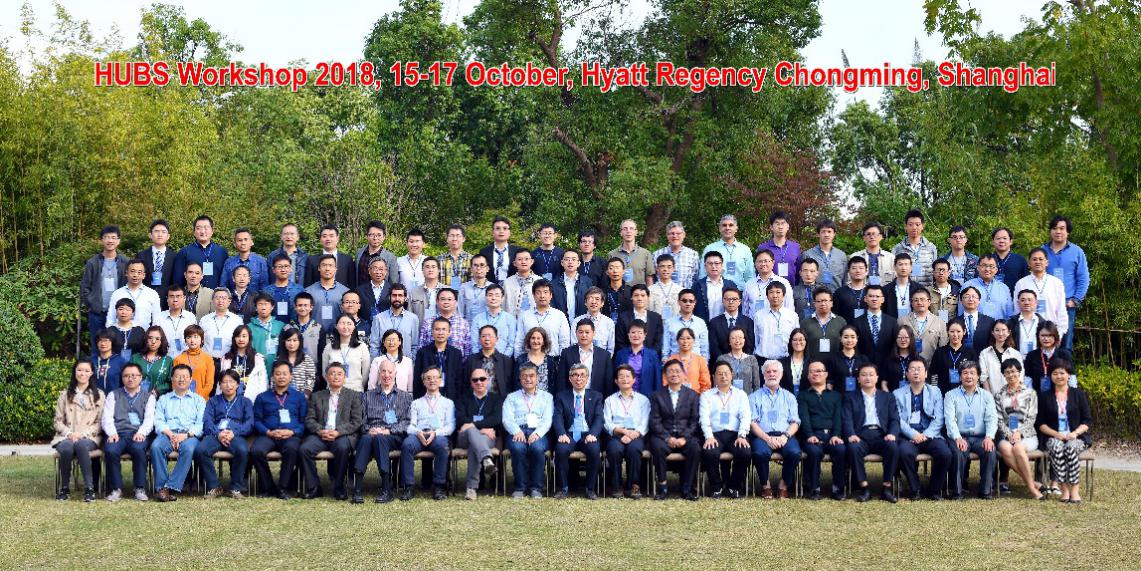 HUBS Workshop 2018, 15-17 October, Hyatt Regency Chongming, Shanghai